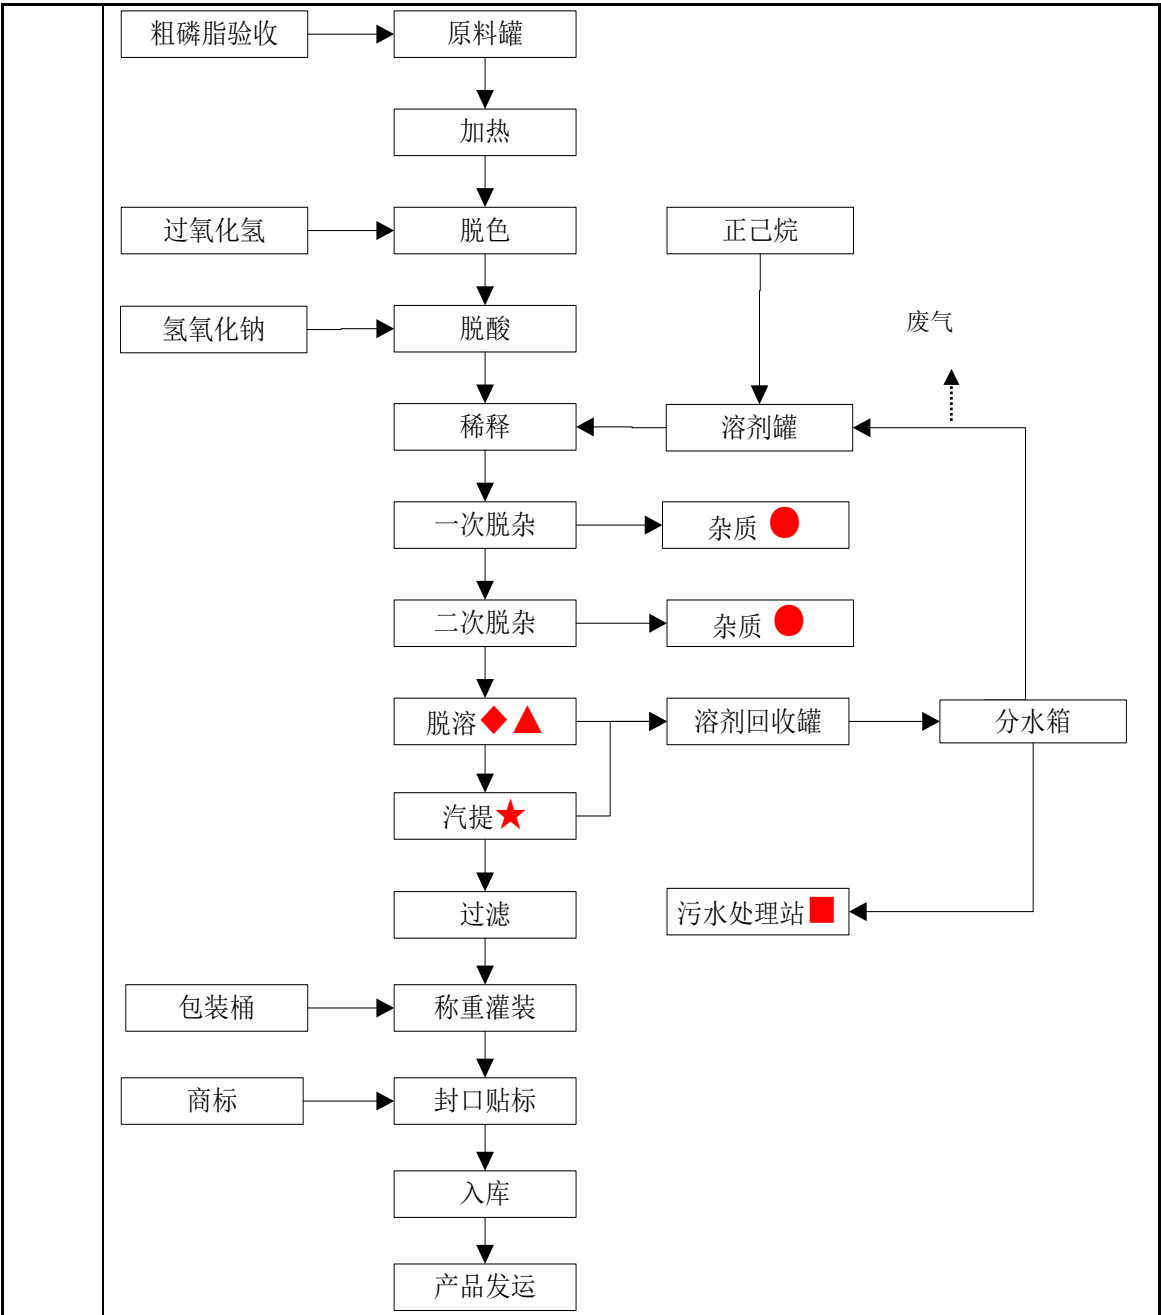 粗磷脂验收
原料罐
加热
过氧化氢
脱色
正己烷
氢氧化钠
脱酸
废气
稀释
溶剂罐
一次脱杂
杂质
二次脱杂
杂质
脱溶
溶剂回收罐
分水箱
汽提
过滤
污水处理站
包装桶
称重灌装
商标
封口贴标
入库
产品发运